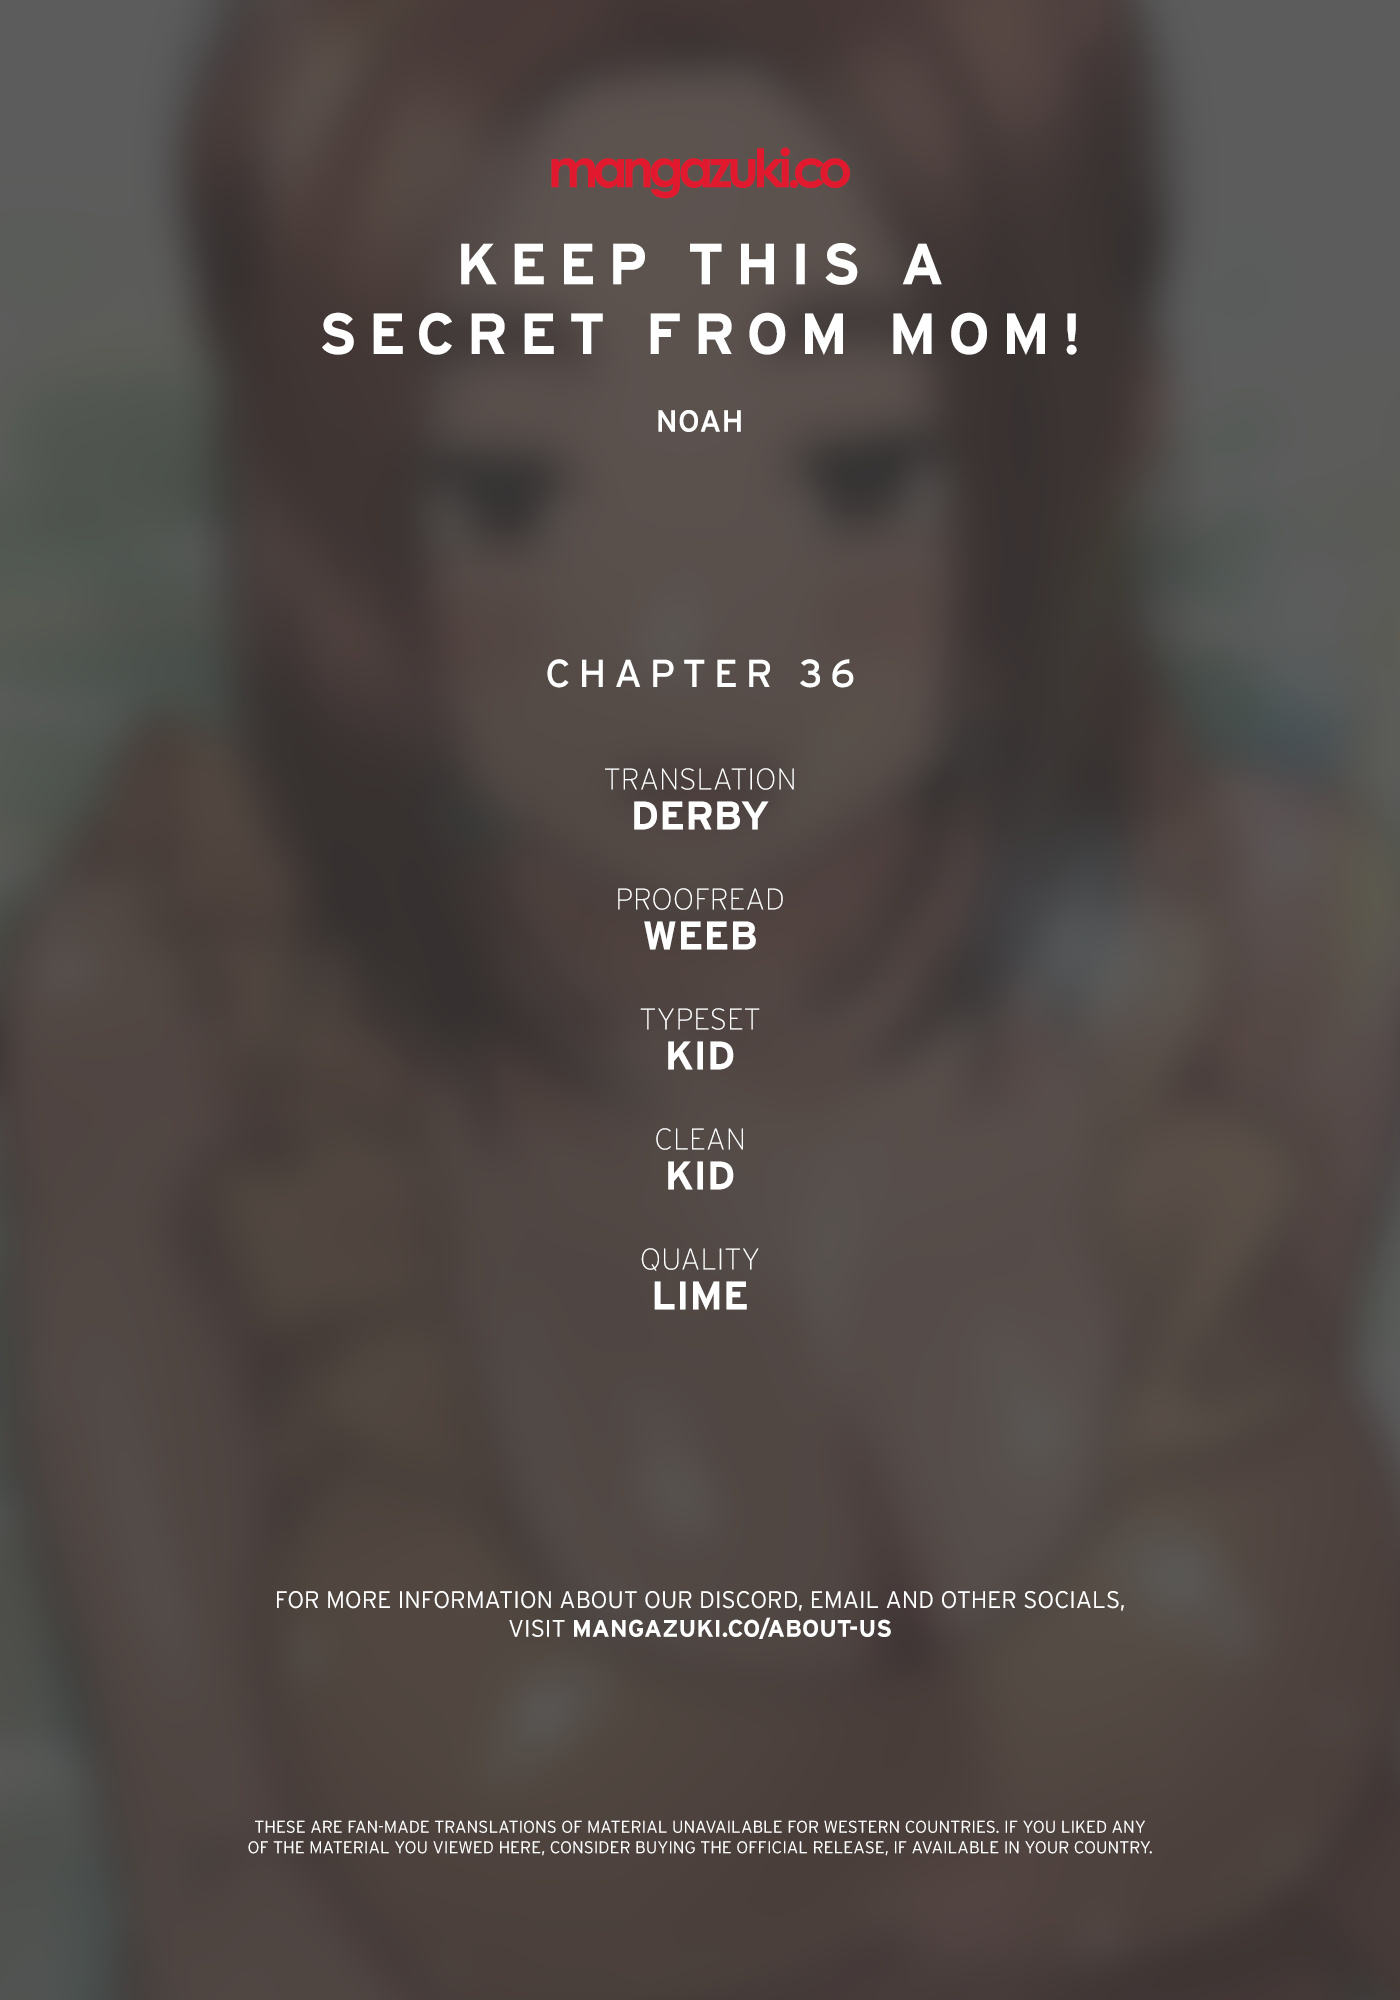 mangazuki.co
KEEP THIS A
SECRET FROM MOM!
NOAH
CHAPTER 36
TRANSLATION
DERBY
PROOFREAD
WEEB
TYPESET
KID
CLEAN
KID
QUALITY
LIME
FOR MORE INFORMATION ABOUT OUR DISCORD, EMAIL AND OTHER SOCIALS,
VISIT MANGAZUKI.CO/ABOUT-US
THESE ARE FAN-MADE TRANSLATIONS OF MATERIAL UNAVAILABLE FOR WESTERN COUNTRIES. IF YOU LIKED ANY
OF THE MATERIAL YOU VIEWED HERE, CONSIDER BUYING THE OFFICIAL RELEASE, IF AVAILABLE IN YOUR COUNTRY.